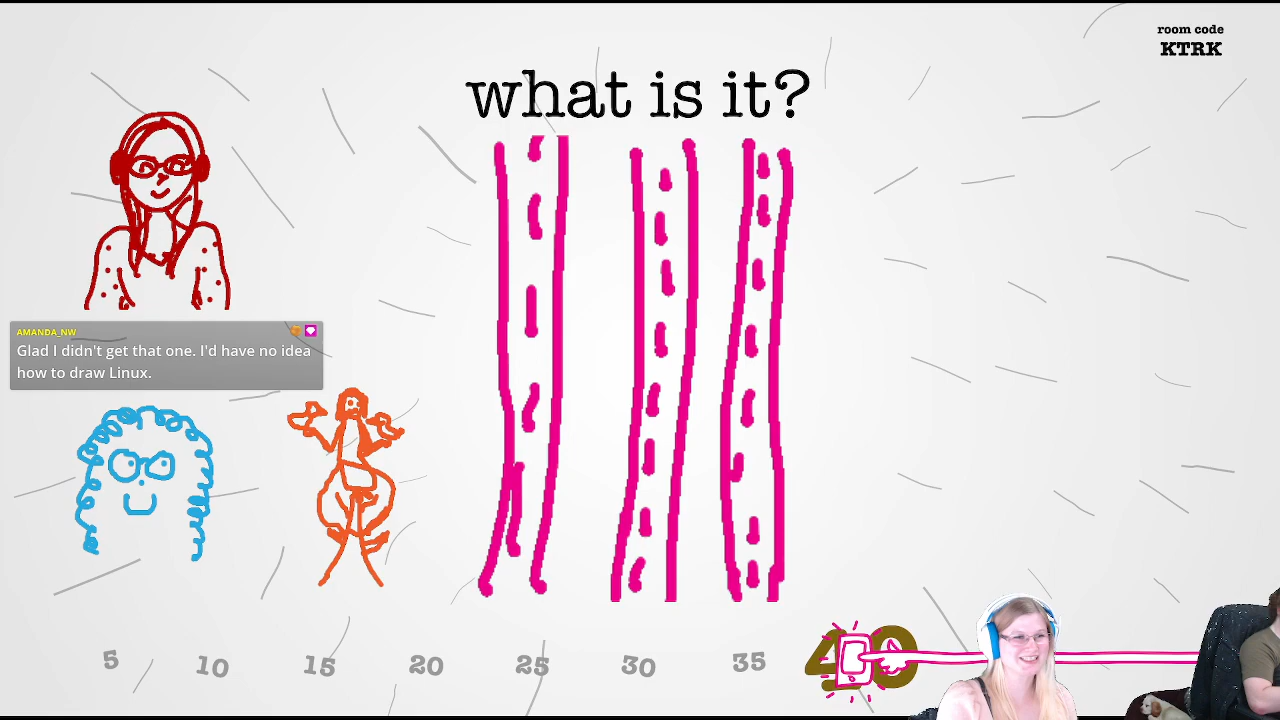 room code
KTRK
what is it?
AMANDA_NW
Glad I didn't get that one. I'd have no idea
how to draw Linux.
5 10 15 20 25 30 35 40